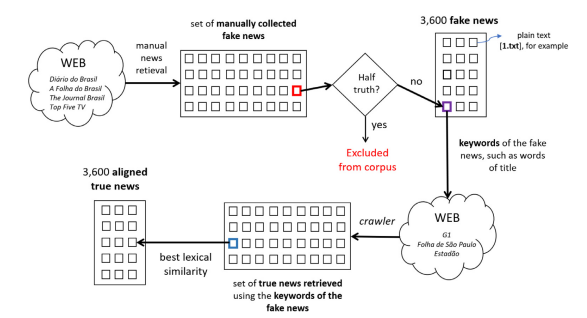 set of manually collected
fake news
3,600 fake news
plain text
[1.txt], for example
WEB
Diário do Brasil
A Folha do Brasil
The Journal Brasil
Top Five TV
manual
news
retieval
Half
truth?
no
yes
Excluded
from corpus
keywords of the fake
news, such as words
of title
3,600 aligned
true news
WEB
G1
Folha de São Paulo
Estadão
crawler
best lexical
similarity
set of true news retrieved
using the keywords of the
fake news